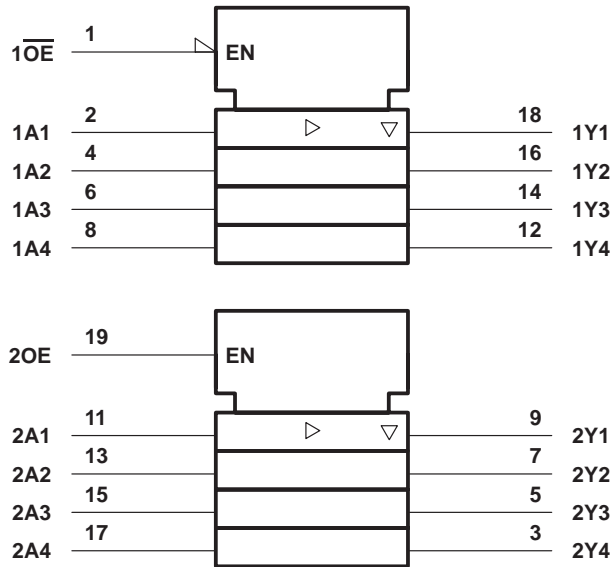 1O̅E̅ 1 EN
1A1 2 18 1Y1
1A2 4 16 1Y2
1A3 6 14 1Y3
1A4 8 12 1Y4
2OE 19 EN
2A1 11 9 2Y1
2A2 13 7 2Y2
2A3 15 5 2Y3
2A4 17 3 2Y4